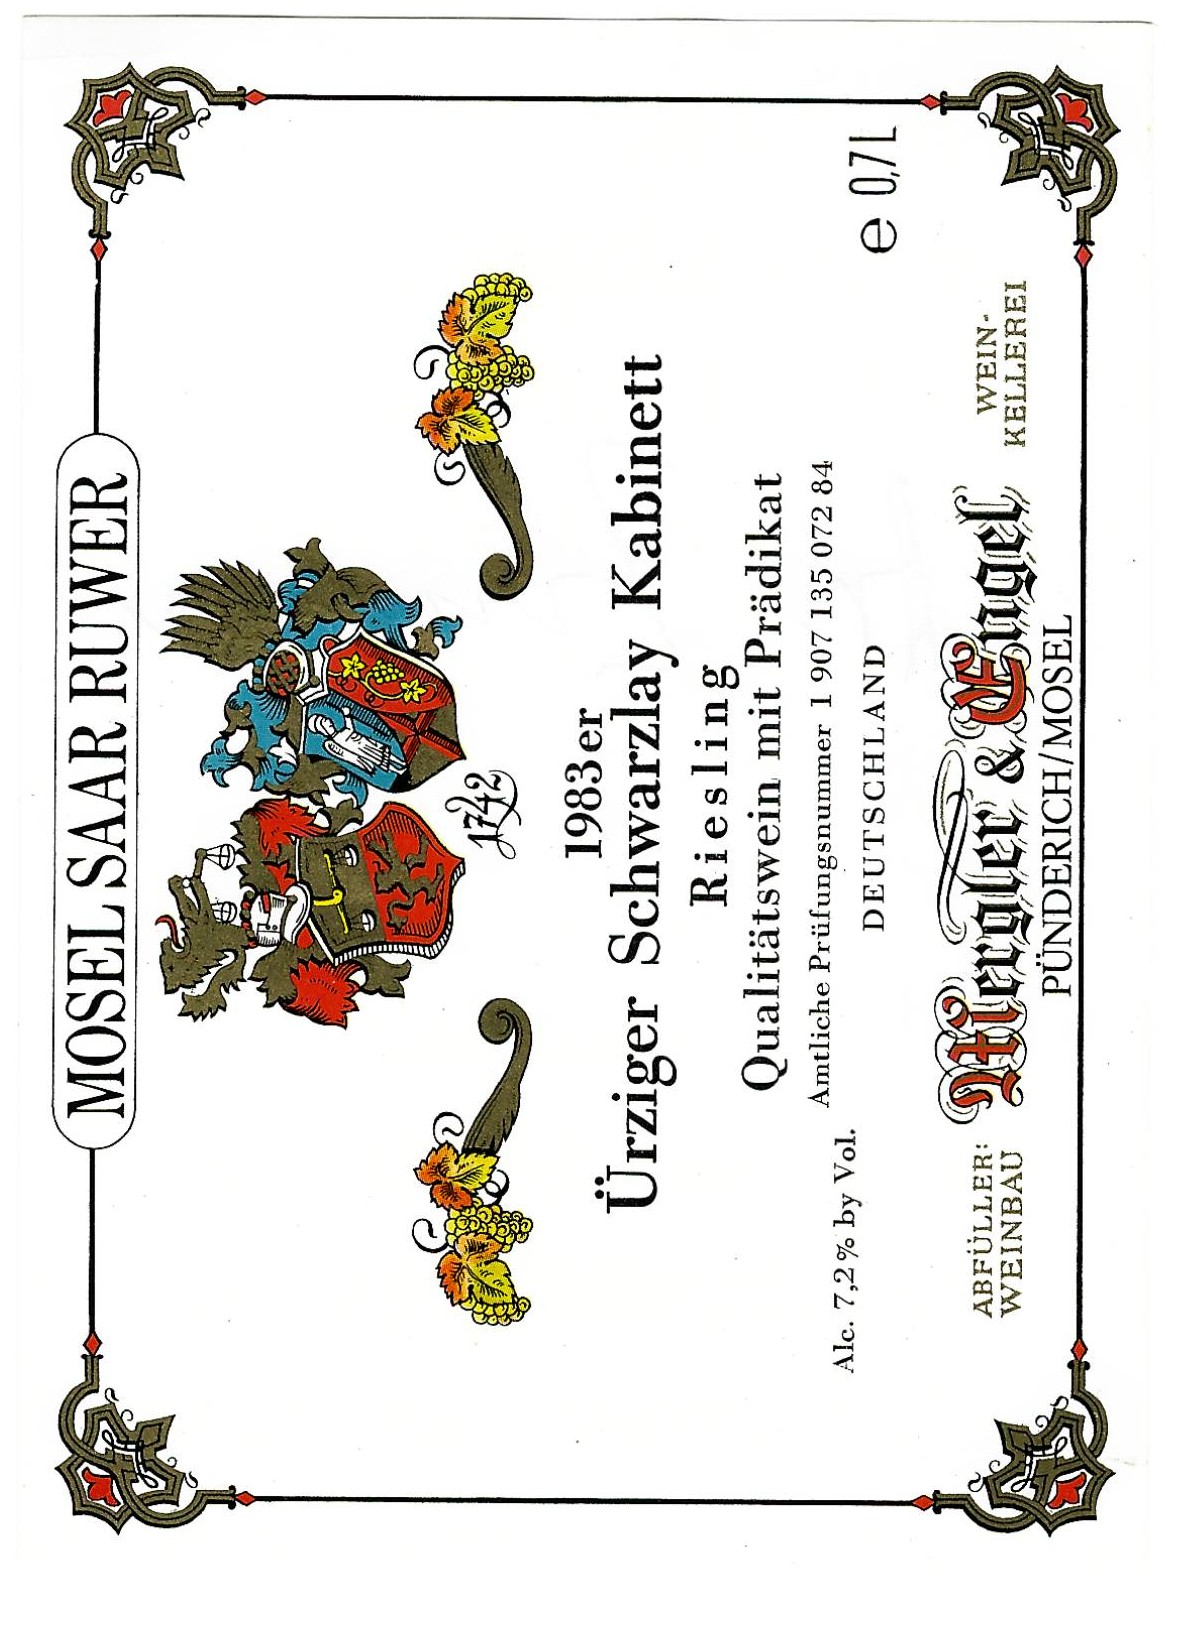 MOSEL SAAR RUWER
1742
1983er
Ürziger Schwarzlay Kabinett
Riesling
Qualitätswein mit Prädikat
Amtliche Prüfungsnummer 1 907 135 072 84
Alc. 7,2% by Vol.
DEUTSCHLAND
℮ 0,7 L
ABFÜLLER:
WEINBAU
Mergler & Engel
WEIN-
KELLEREI
PÜNDERICH/MOSEL